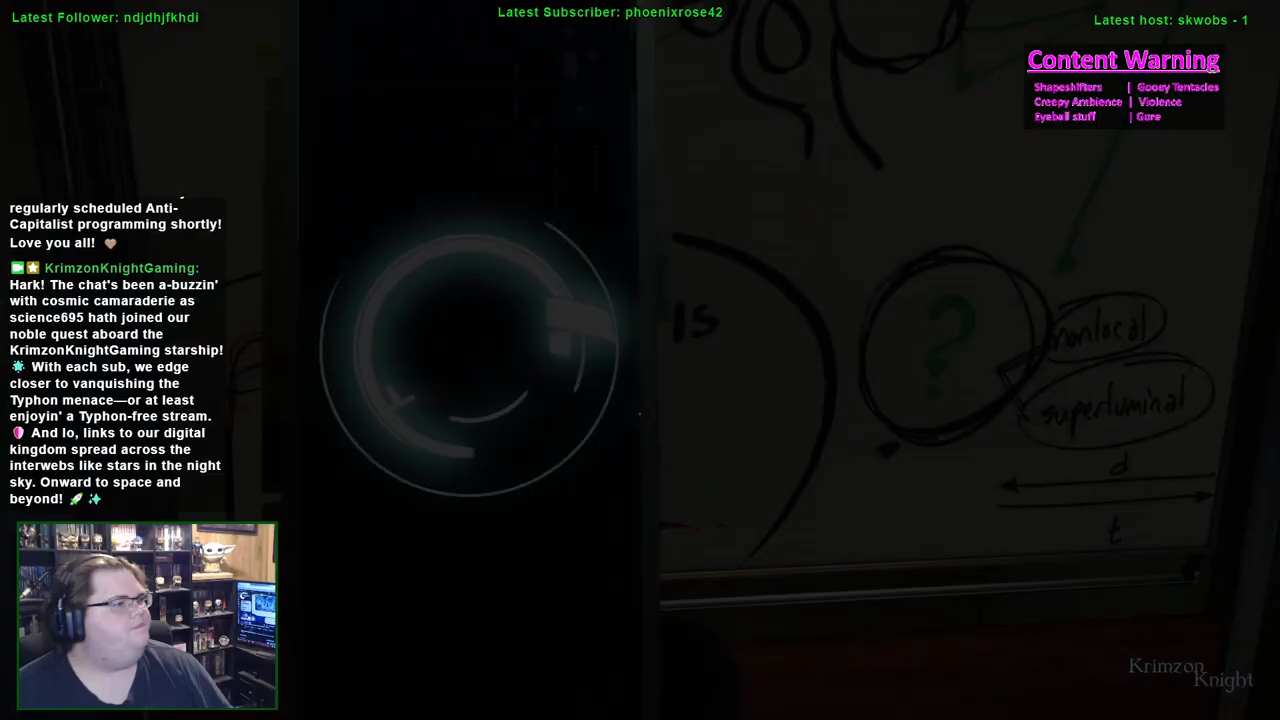 Latest Follower: ndjdhjfkhdi
Latest Subscriber: phoenixrose42
Latest host: skwobs - 1
Content Warning
Shapeshifters | Gooey Tentacles
Creepy Ambience | Violence
Eyeball stuff | Gore
regularly scheduled Anti-
Capitalist programming shortly!
Love you all!
KrimzonKnightGaming:
Hark! The chat's been a-buzzin'
with cosmic camaraderie as
science695 hath joined our
noble quest aboard the
KrimzonKnightGaming starship!
With each sub, we edge
closer to vanquishing the
Typhon menace—or at least
enjoyin' a Typhon-free stream.
And lo, links to our digital
kingdom spread across the
interwebs like stars in the night
sky. Onward to space and
beyond!
IS
?
nonlocal
superluminal
d
t
Krimzon
Knight